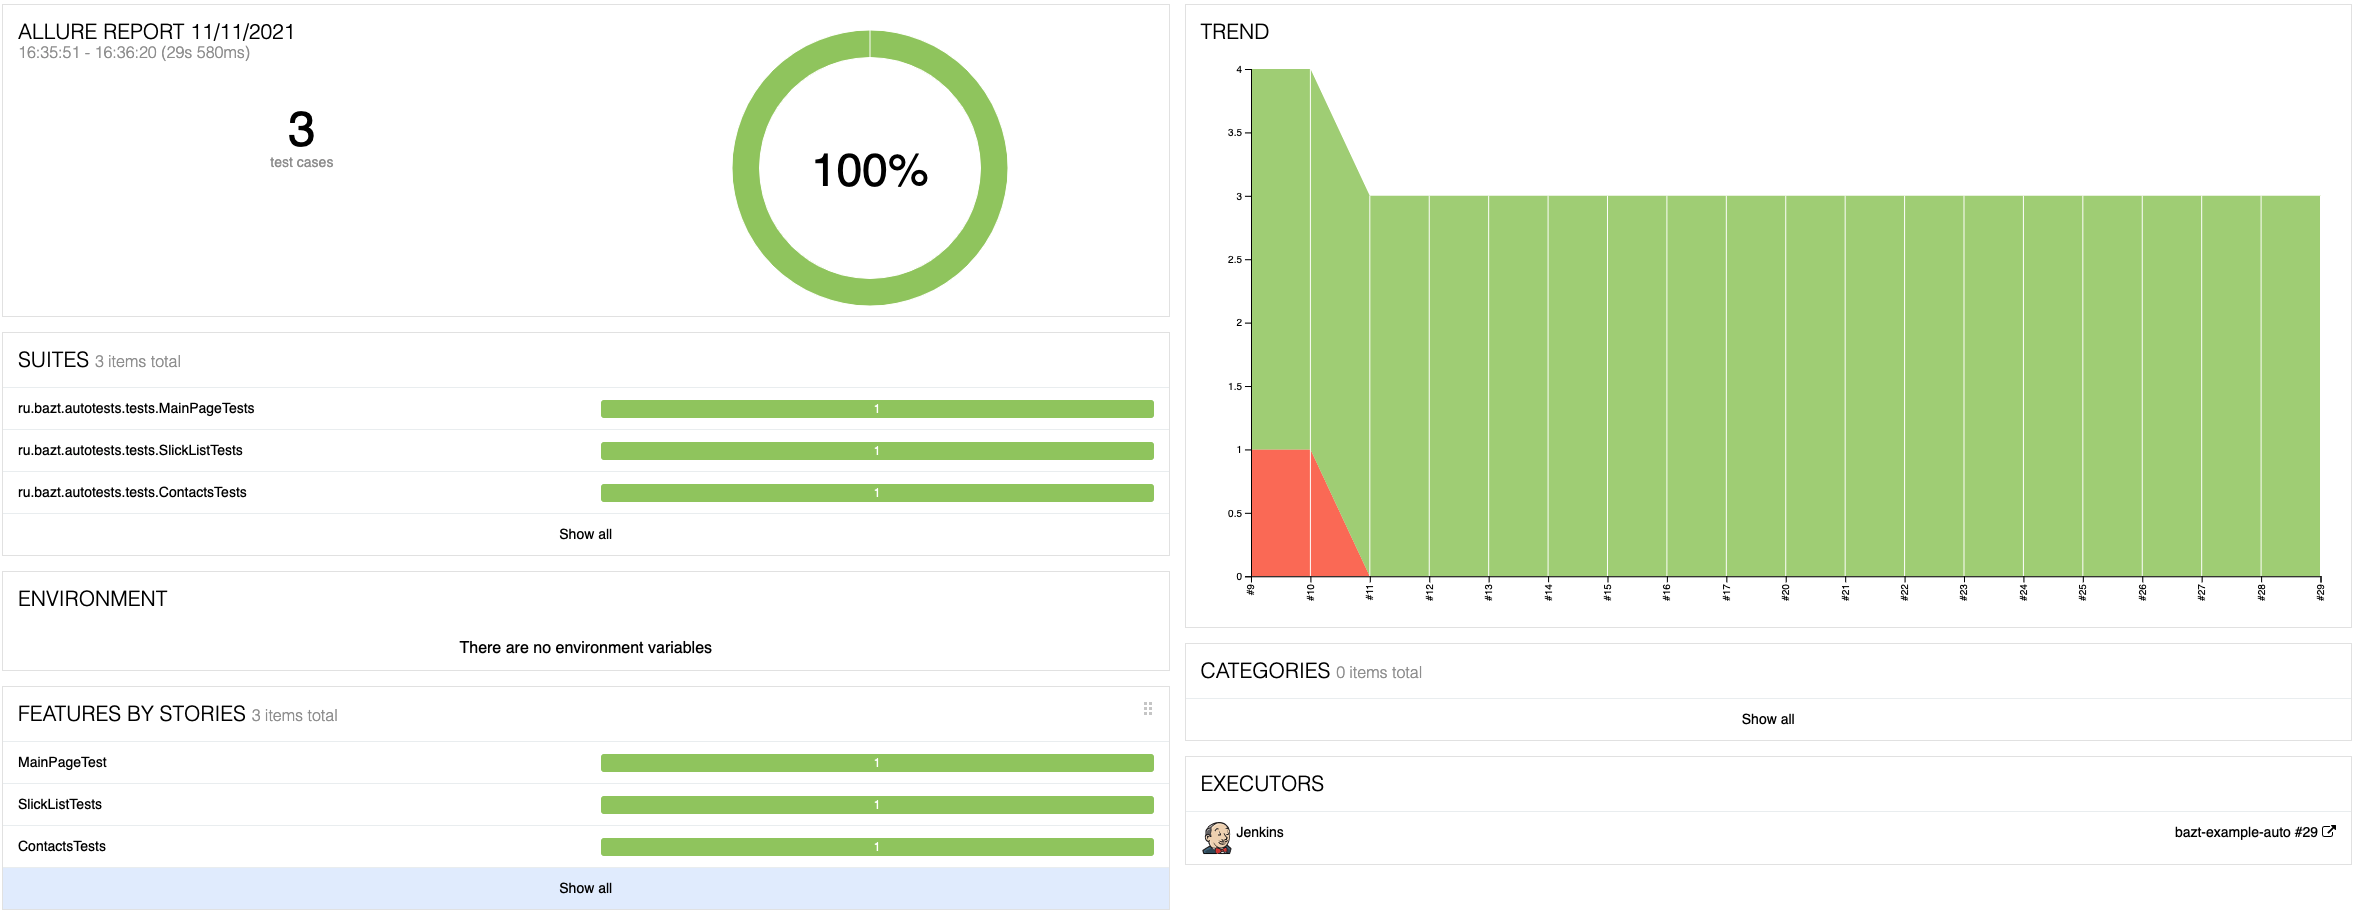 ALLURE REPORT 11/11/2021
16:35:51 - 16:36:20 (29s 580ms)
3
test cases
100%
SUITES 3 items total
ru.bazt.autotests.tests.MainPageTests 1
ru.bazt.autotests.tests.SlickListTests 1
ru.bazt.autotests.tests.ContactsTests 1
Show all
ENVIRONMENT
There are no environment variables
FEATURES BY STORIES 3 items total
MainPageTest 1
SlickListTests 1
ContactsTests 1
Show all
TREND
4
3.5
3
2.5
2
1.5
1
0.5
0
#9 #10 #11 #12 #13 #14 #15 #16 #17 #20 #21 #22 #23 #24 #25 #26 #27 #28 #29
CATEGORIES 0 items total
Show all
EXECUTORS
Jenkins bazt-example-auto #29